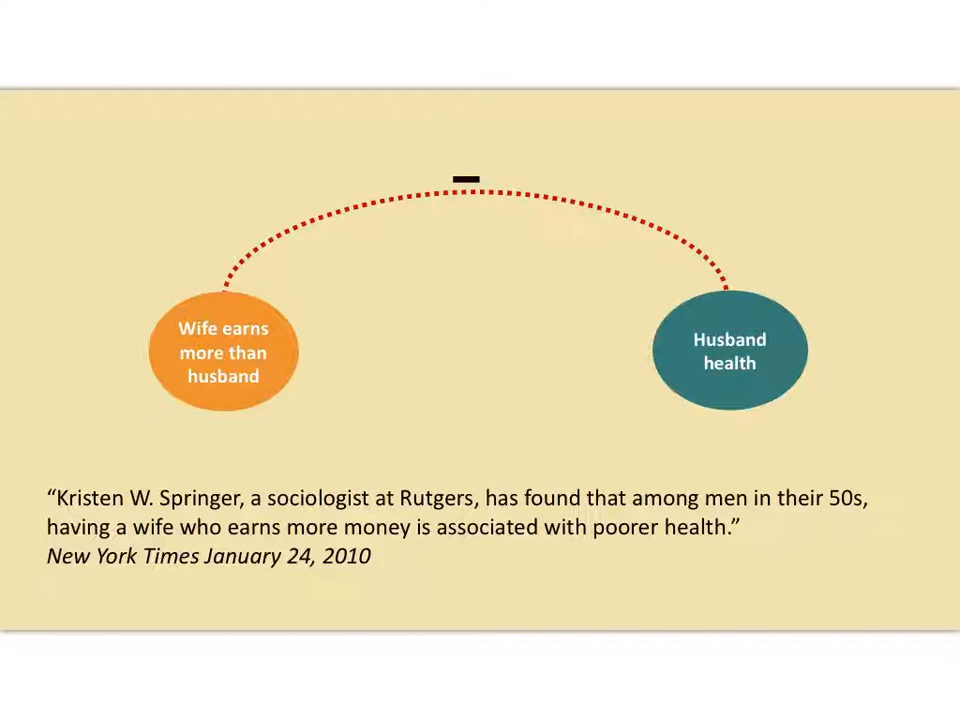 –
Wife earns
more than
husband
Husband
health
“Kristen W. Springer, a sociologist at Rutgers, has found that among men in their 50s,
having a wife who earns more money is associated with poorer health.”
New York Times January 24, 2010